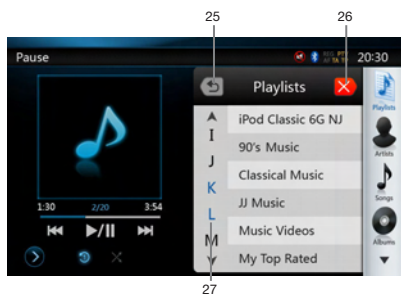 25
26
Pause
20:30
Playlists
iPod Classic 6G NJ
90's Music
Classical Music
JJ Music
Music Videos
My Top Rated
I
J
K
L
M
1:30
2/20
3:54
Playlists
Artists
Songs
Albums
27